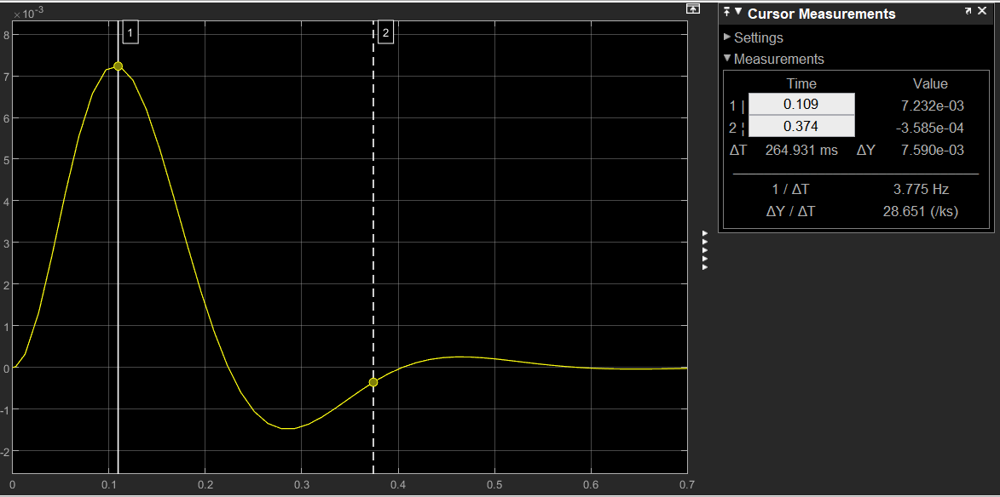 ×10⁻³
1
2
8
7
6
5
4
3
2
1
0
-1
-2
0 0.1 0.2 0.3 0.4 0.5 0.6 0.7
Cursor Measurements
Settings
Measurements
Time Value
1 | 0.109 7.232e-03
2 ¦ 0.374 -3.585e-04
ΔT 264.931 ms ΔY 7.590e-03
1 / ΔT 3.775 Hz
ΔY / ΔT 28.651 (/ks)